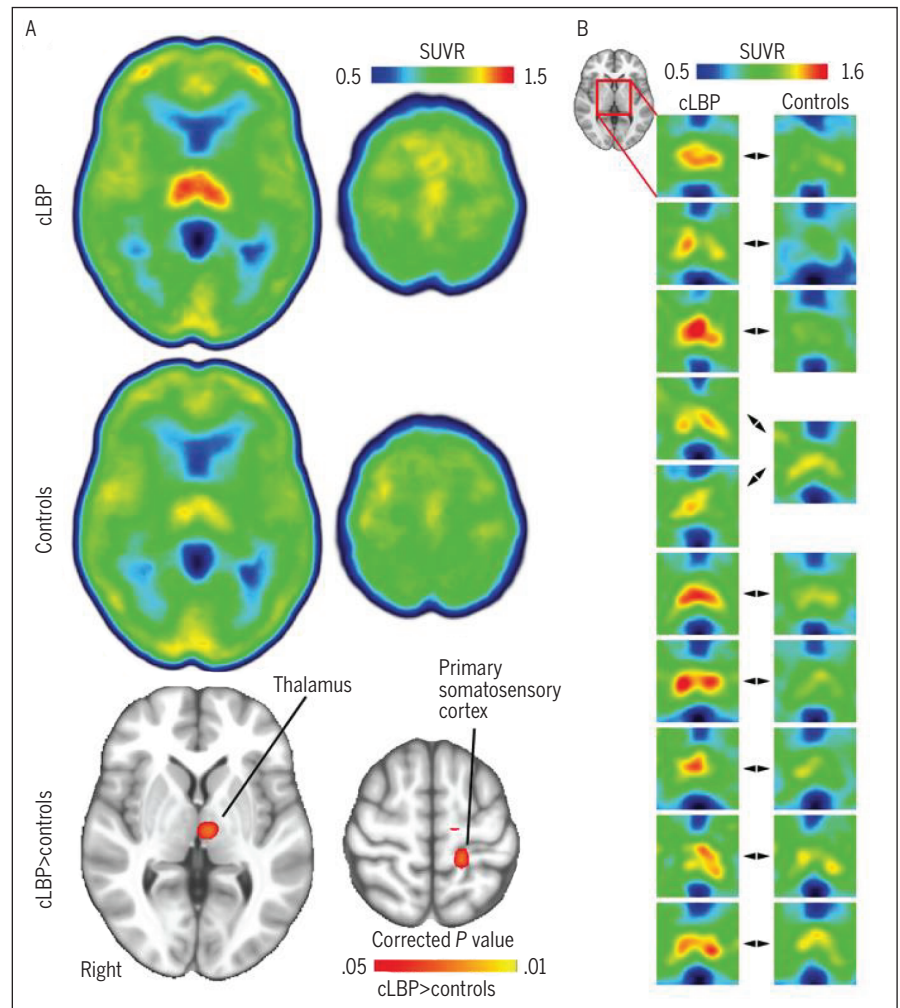 A
SUVR
0.5
1.5
cLBP
Controls
Thalamus
Primary
somatosensory
cortex
cLBP>controls
Right
Corrected P value
.05
.01
cLBP>controls
B
SUVR
0.5
1.6
cLBP
Controls